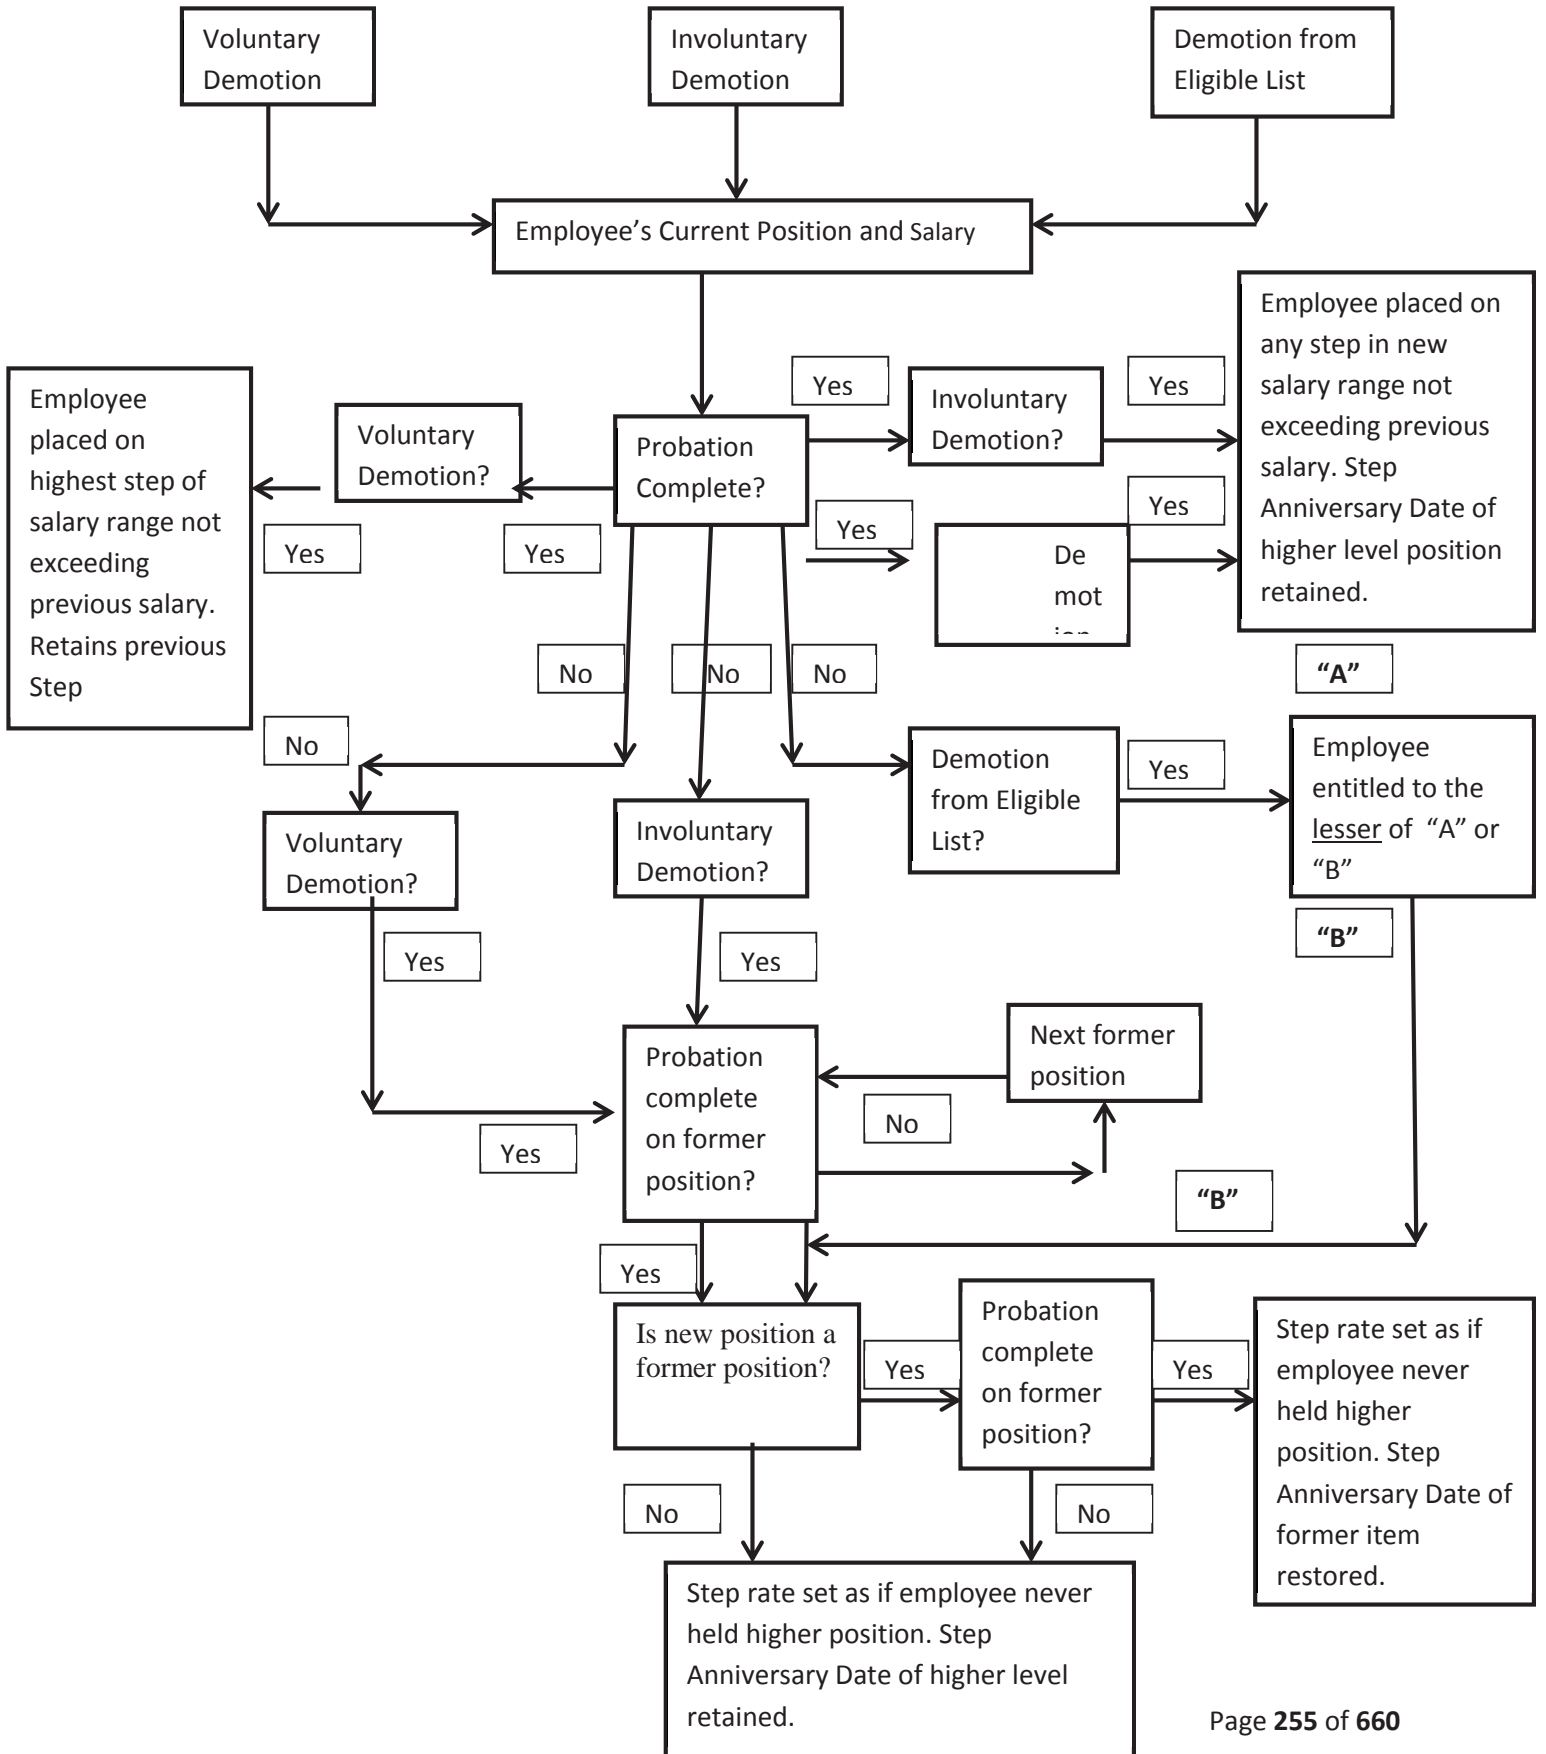 Voluntary
Demotion
Involuntary
Demotion
Demotion from
Eligible List
Employee’s Current Position and Salary
Employee placed on
any step in new
salary range not
exceeding previous
salary. Step
Anniversary Date of
higher level position
retained.
Yes
Involuntary
Demotion?
Yes
Employee
placed on
highest step of
salary range not
exceeding
previous salary.
Retains previous
Step
Voluntary
Demotion?
Probation
Complete?
Yes
Yes
Yes
Yes
De
mot
No
No
No
“A”
No
Demotion
from Eligible
List?
Yes
Employee
entitled to the
lesser of “A” or
“B”
Voluntary
Demotion?
Involuntary
Demotion?
“B”
Yes
Yes
Probation
complete
on former
position?
Next former
position
No
Yes
“B”
Yes
Is new position a
former position?
Yes
Probation
complete
on former
position?
Yes
Step rate set as if
employee never
held higher
position. Step
Anniversary Date of
former item
restored.
No
No
Step rate set as if employee never
held higher position. Step
Anniversary Date of higher level
retained.
Page 255 of 660